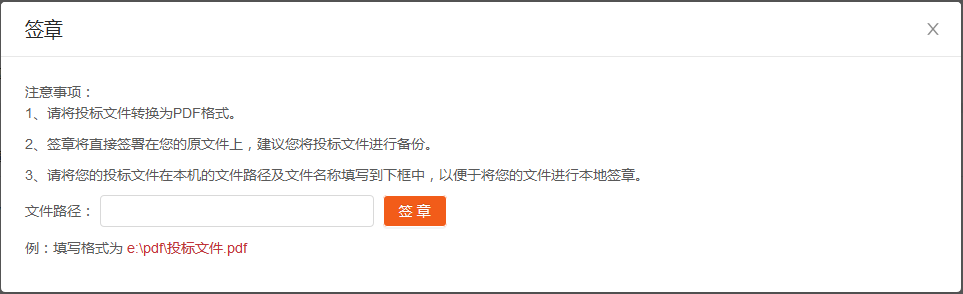 签章
注意事项：
1、请将投标文件转换为PDF格式。
2、签章将直接签署在您的原文件上，建议您将投标文件进行备份。
3、请将您的投标文件在本机的文件路径及文件名称填写到下框中，以便于将您的文件进行本地签章。
文件路径： 签 章
例：填写格式为 e:\pdf\投标文件.pdf